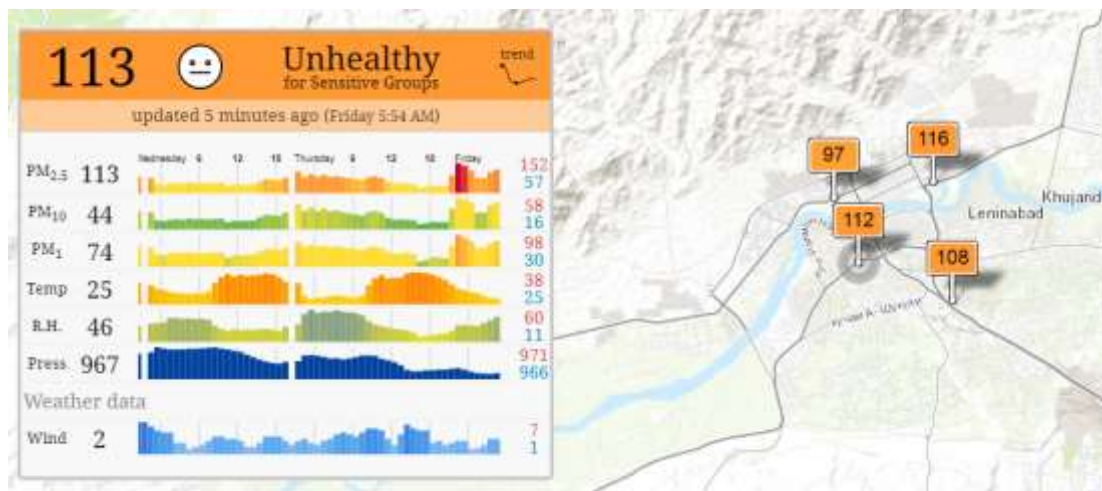 113
Unhealthy
for Sensitive Groups
trend
updated 5 minutes ago (Friday 5:54 AM)
Wednesday 6 12 18 Thursday 6 12 18 Friday
PM2.5 113 152 57
PM10 44 58 16
PM1 74 98 30
Temp 25 38 25
R.H. 46 60 11
Press 967 971 966
Weather data
Wind 2 7 1
97
116
112
108
Khujand
Leninabad